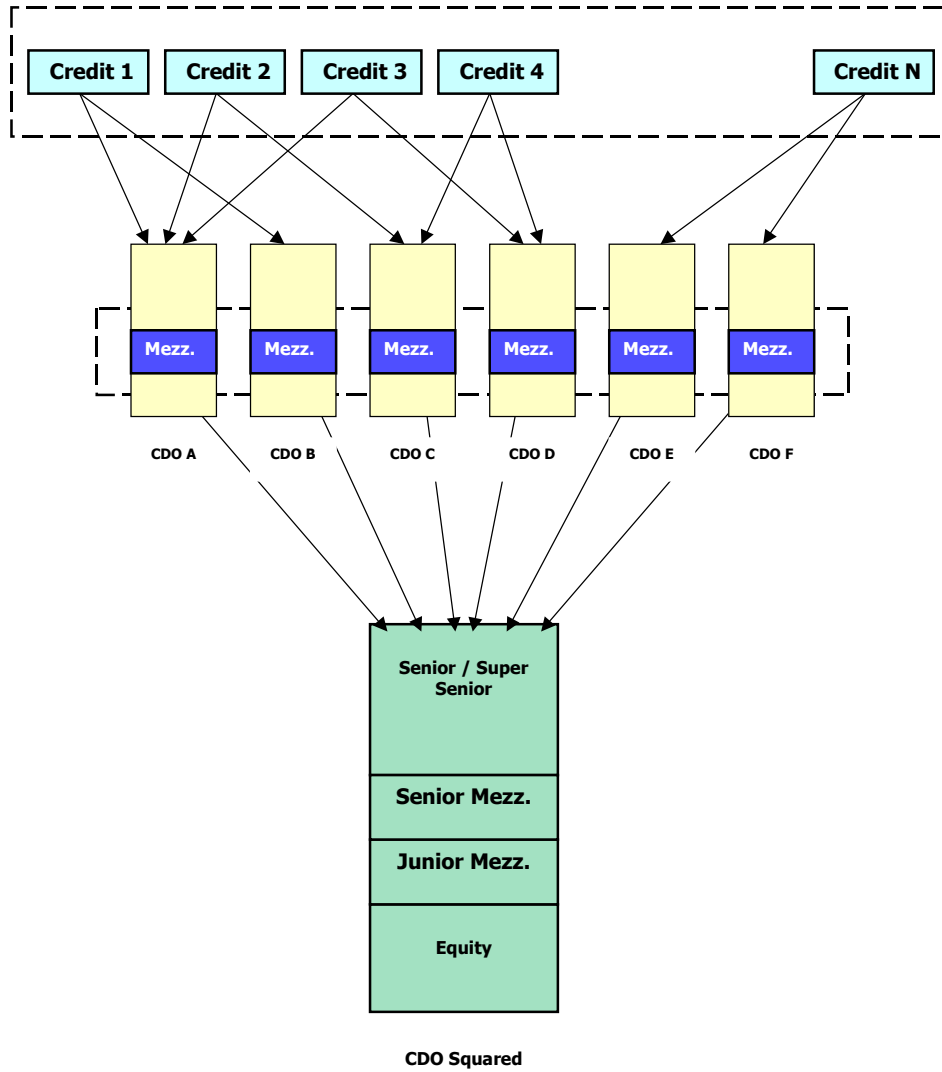 Credit 1 Credit 2 Credit 3 Credit 4 Credit N
Mezz. Mezz. Mezz. Mezz. Mezz. Mezz.
CDO A CDO B CDO C CDO D CDO E CDO F
Senior / Super
Senior
Senior Mezz.
Junior Mezz.
Equity
CDO Squared